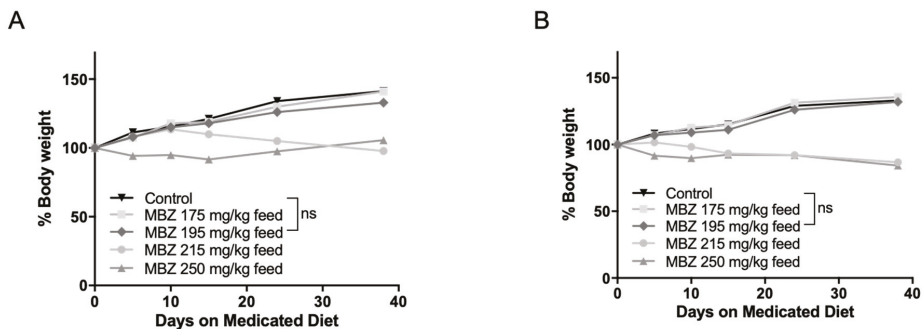 A
% Body weight
150
100
50
0
Control
MBZ 175 mg/kg feed
MBZ 195 mg/kg feed
MBZ 215 mg/kg feed
MBZ 250 mg/kg feed
ns
0 10 20 30 40
Days on Medicated Diet
B
% Body weight
150
100
50
0
Control
MBZ 175 mg/kg feed
MBZ 195 mg/kg feed
MBZ 215 mg/kg feed
MBZ 250 mg/kg feed
ns
0 10 20 30 40
Days on Medicated Diet